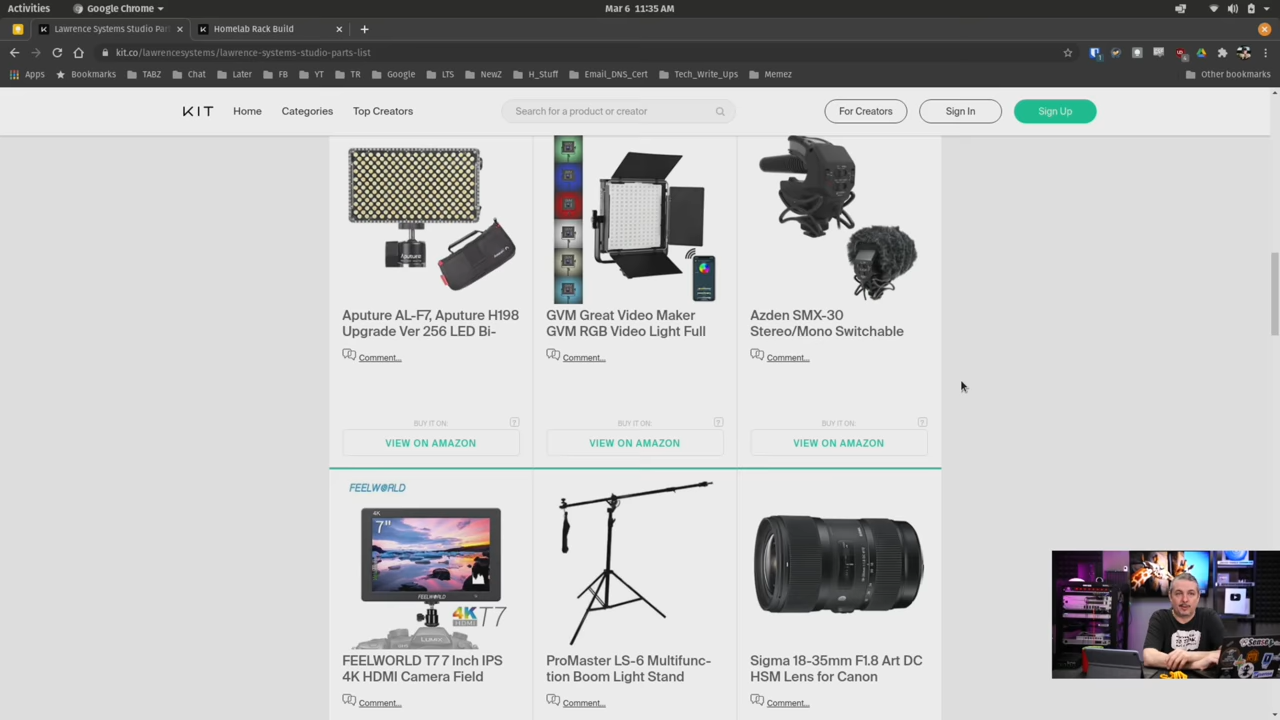 Activities
Google Chrome
Mar 6 11:35 AM
Lawrence Systems Studio Par
Homelab Rack Build
kit.co/lawrencesystems/lawrence-systems-studio-parts-list
Apps
Bookmarks
TABZ
Chat
Later
FB
YT
TR
Google
LTS
NewZ
H_Stuff
Email_DNS_Cert
Tech_Write_Ups
Memez
Other bookmarks
KIT
Home
Categories
Top Creators
Search for a product or creator
For Creators
Sign In
Sign Up
Aputure
Aputure AL-F7, Aputure H198
Upgrade Ver 256 LED Bi-
Comment...
BUY IT ON:
?
VIEW ON AMAZON
GVM Great Video Maker
GVM RGB Video Light Full
Comment...
BUY IT ON:
?
VIEW ON AMAZON
Azden SMX-30
Stereo/Mono Switchable
Comment...
BUY IT ON:
?
VIEW ON AMAZON
FEELWORLD
4K
7"
FEELWORLD
4K T7
HDMI
LUMIX
FEELWORLD T7 7 Inch IPS
4K HDMI Camera Field
Comment...
ProMaster LS-6 Multifunc-
tion Boom Light Stand
Comment...
Sigma 18-35mm F1.8 Art DC
HSM Lens for Canon
Comment...